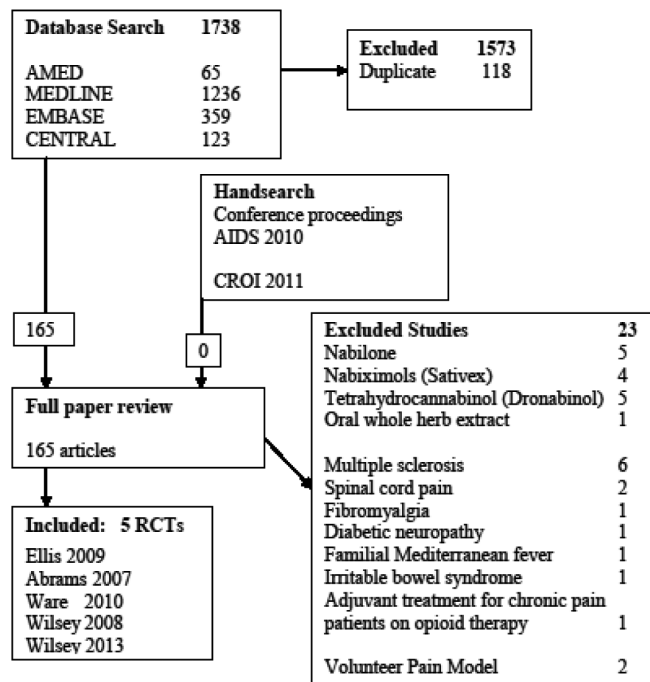 Database Search 1738
AMED 65
MEDLINE 1236
EMBASE 359
CENTRAL 123
Excluded 1573
Duplicate 118
Handsearch
Conference proceedings
AIDS 2010
CROI 2011
165
0
Full paper review
165 articles
Included: 5 RCTs
Ellis 2009
Abrams 2007
Ware 2010
Wilsey 2008
Wilsey 2013
Excluded Studies 23
Nabilone 5
Nabiximols (Sativex) 4
Tetrahydrocannabinol (Dronabinol) 5
Oral whole herb extract 1
Multiple sclerosis 6
Spinal cord pain 2
Fibromyalgia 1
Diabetic neuropathy 1
Familial Mediterranean fever 1
Irritable bowel syndrome 1
Adjuvant treatment for chronic pain
patients on opioid therapy 1
Volunteer Pain Model 2